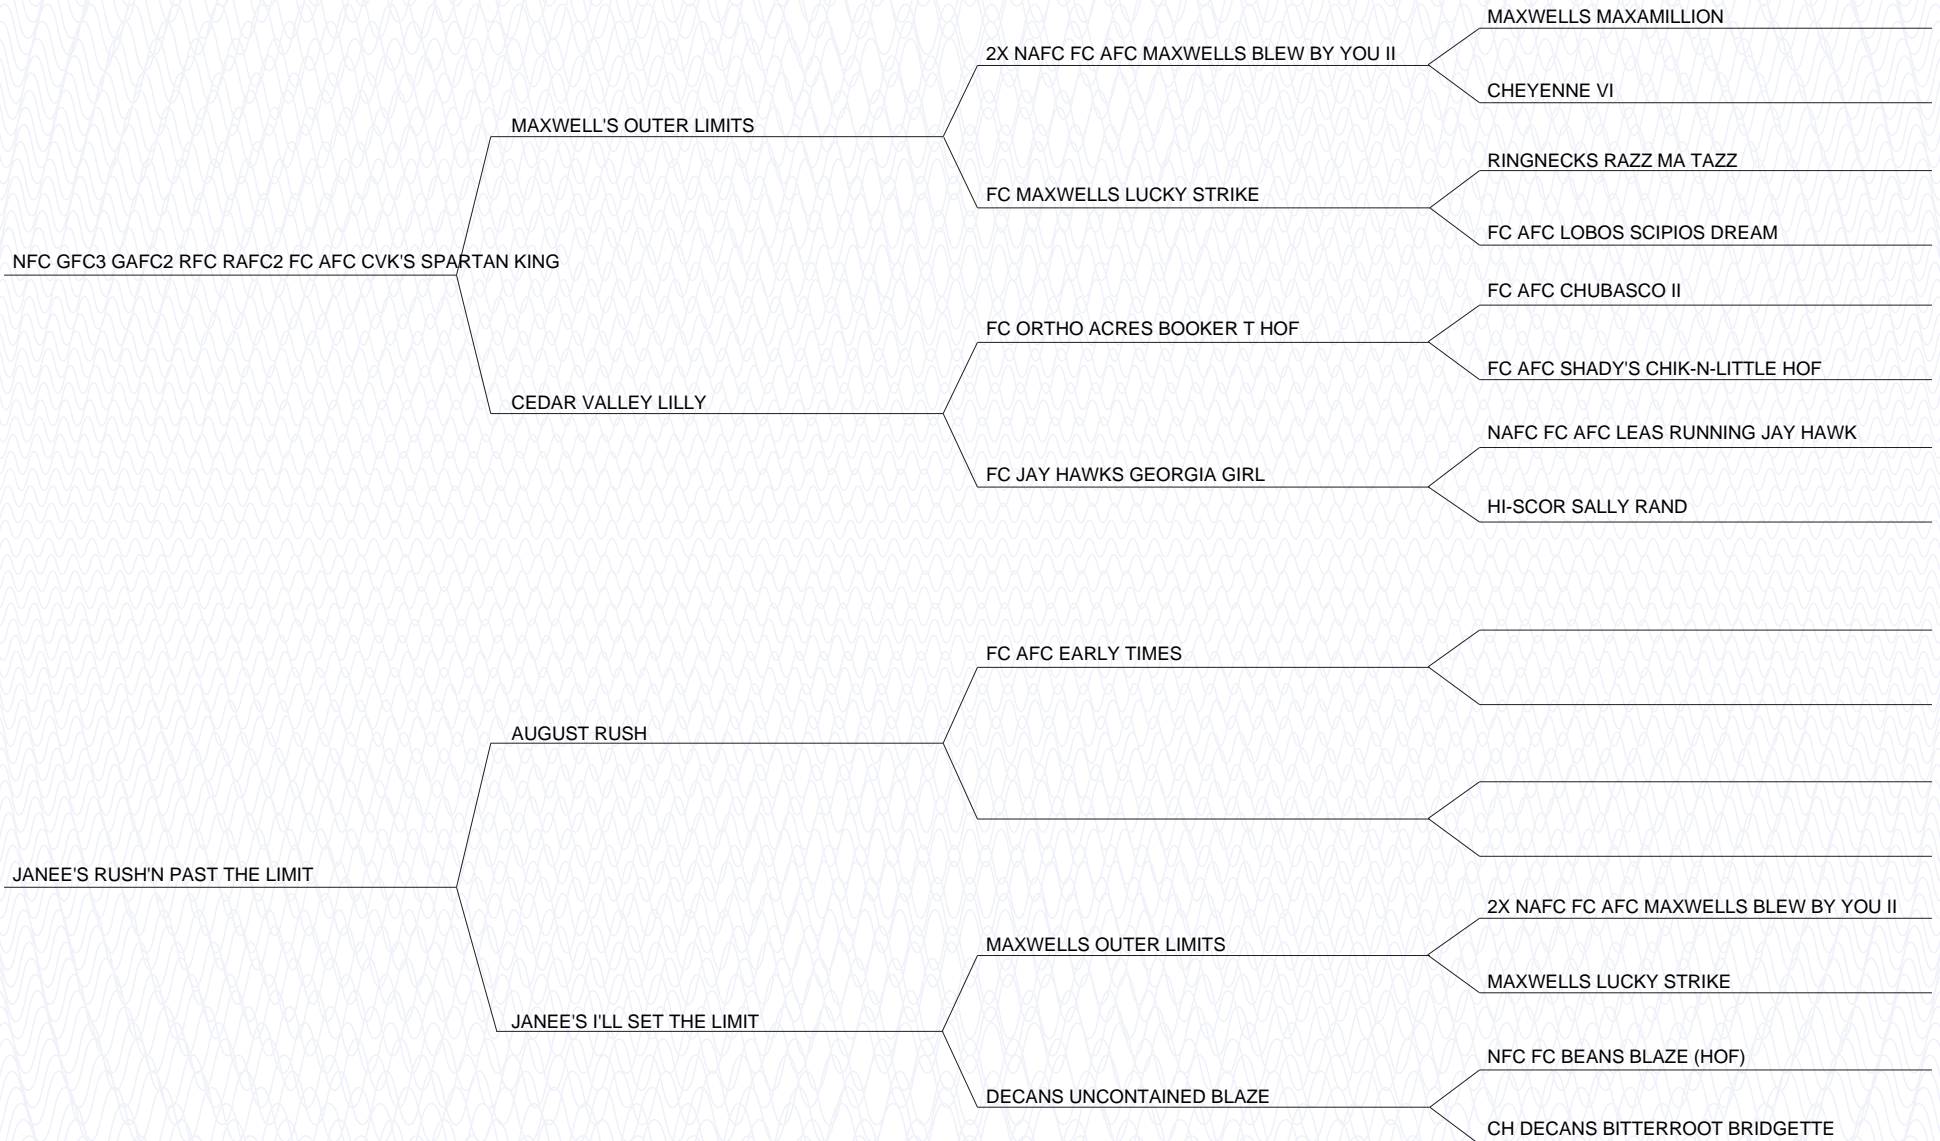 MAXWELLS MAXAMILLION
2X NAFC FC AFC MAXWELLS BLEW BY YOU II
CHEYENNE VI
MAXWELL'S OUTER LIMITS
RINGNECKS RAZZ MA TAZZ
FC MAXWELLS LUCKY STRIKE
FC AFC LOBOS SCIPIOS DREAM
NFC GFC3 GAFC2 RFC RAFC2 FC AFC CVK'S SPARTAN KING
FC AFC CHUBASCO II
FC ORTHO ACRES BOOKER T HOF
FC AFC SHADY'S CHIK-N-LITTLE HOF
CEDAR VALLEY LILLY
NAFC FC AFC LEAS RUNNING JAY HAWK
FC JAY HAWKS GEORGIA GIRL
HI-SCOR SALLY RAND
FC AFC EARLY TIMES
AUGUST RUSH
JANEE'S RUSH'N PAST THE LIMIT
2X NAFC FC AFC MAXWELLS BLEW BY YOU II
MAXWELLS OUTER LIMITS
MAXWELLS LUCKY STRIKE
JANEE'S I'LL SET THE LIMIT
NFC FC BEANS BLAZE (HOF)
DECANS UNCONTAINED BLAZE
CH DECANS BITTERROOT BRIDGETTE